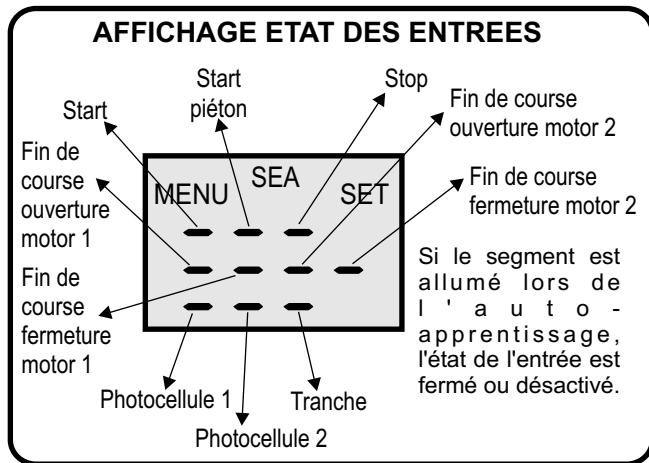 AFFICHAGE ETAT DES ENTREES
Start
piéton
Stop
Start
Fin de course
ouverture motor 2
Fin de
course
ouverture
motor 1
MENU
SEA
SET
Fin de course
fermeture motor 2
Fin de
course
fermeture
motor 1
Si le segment est
allumé lors de
l'auto-
apprentissage,
l'état de l'entrée est
fermé ou désactivé.
Photocellule 1
Tranche
Photocellule 2